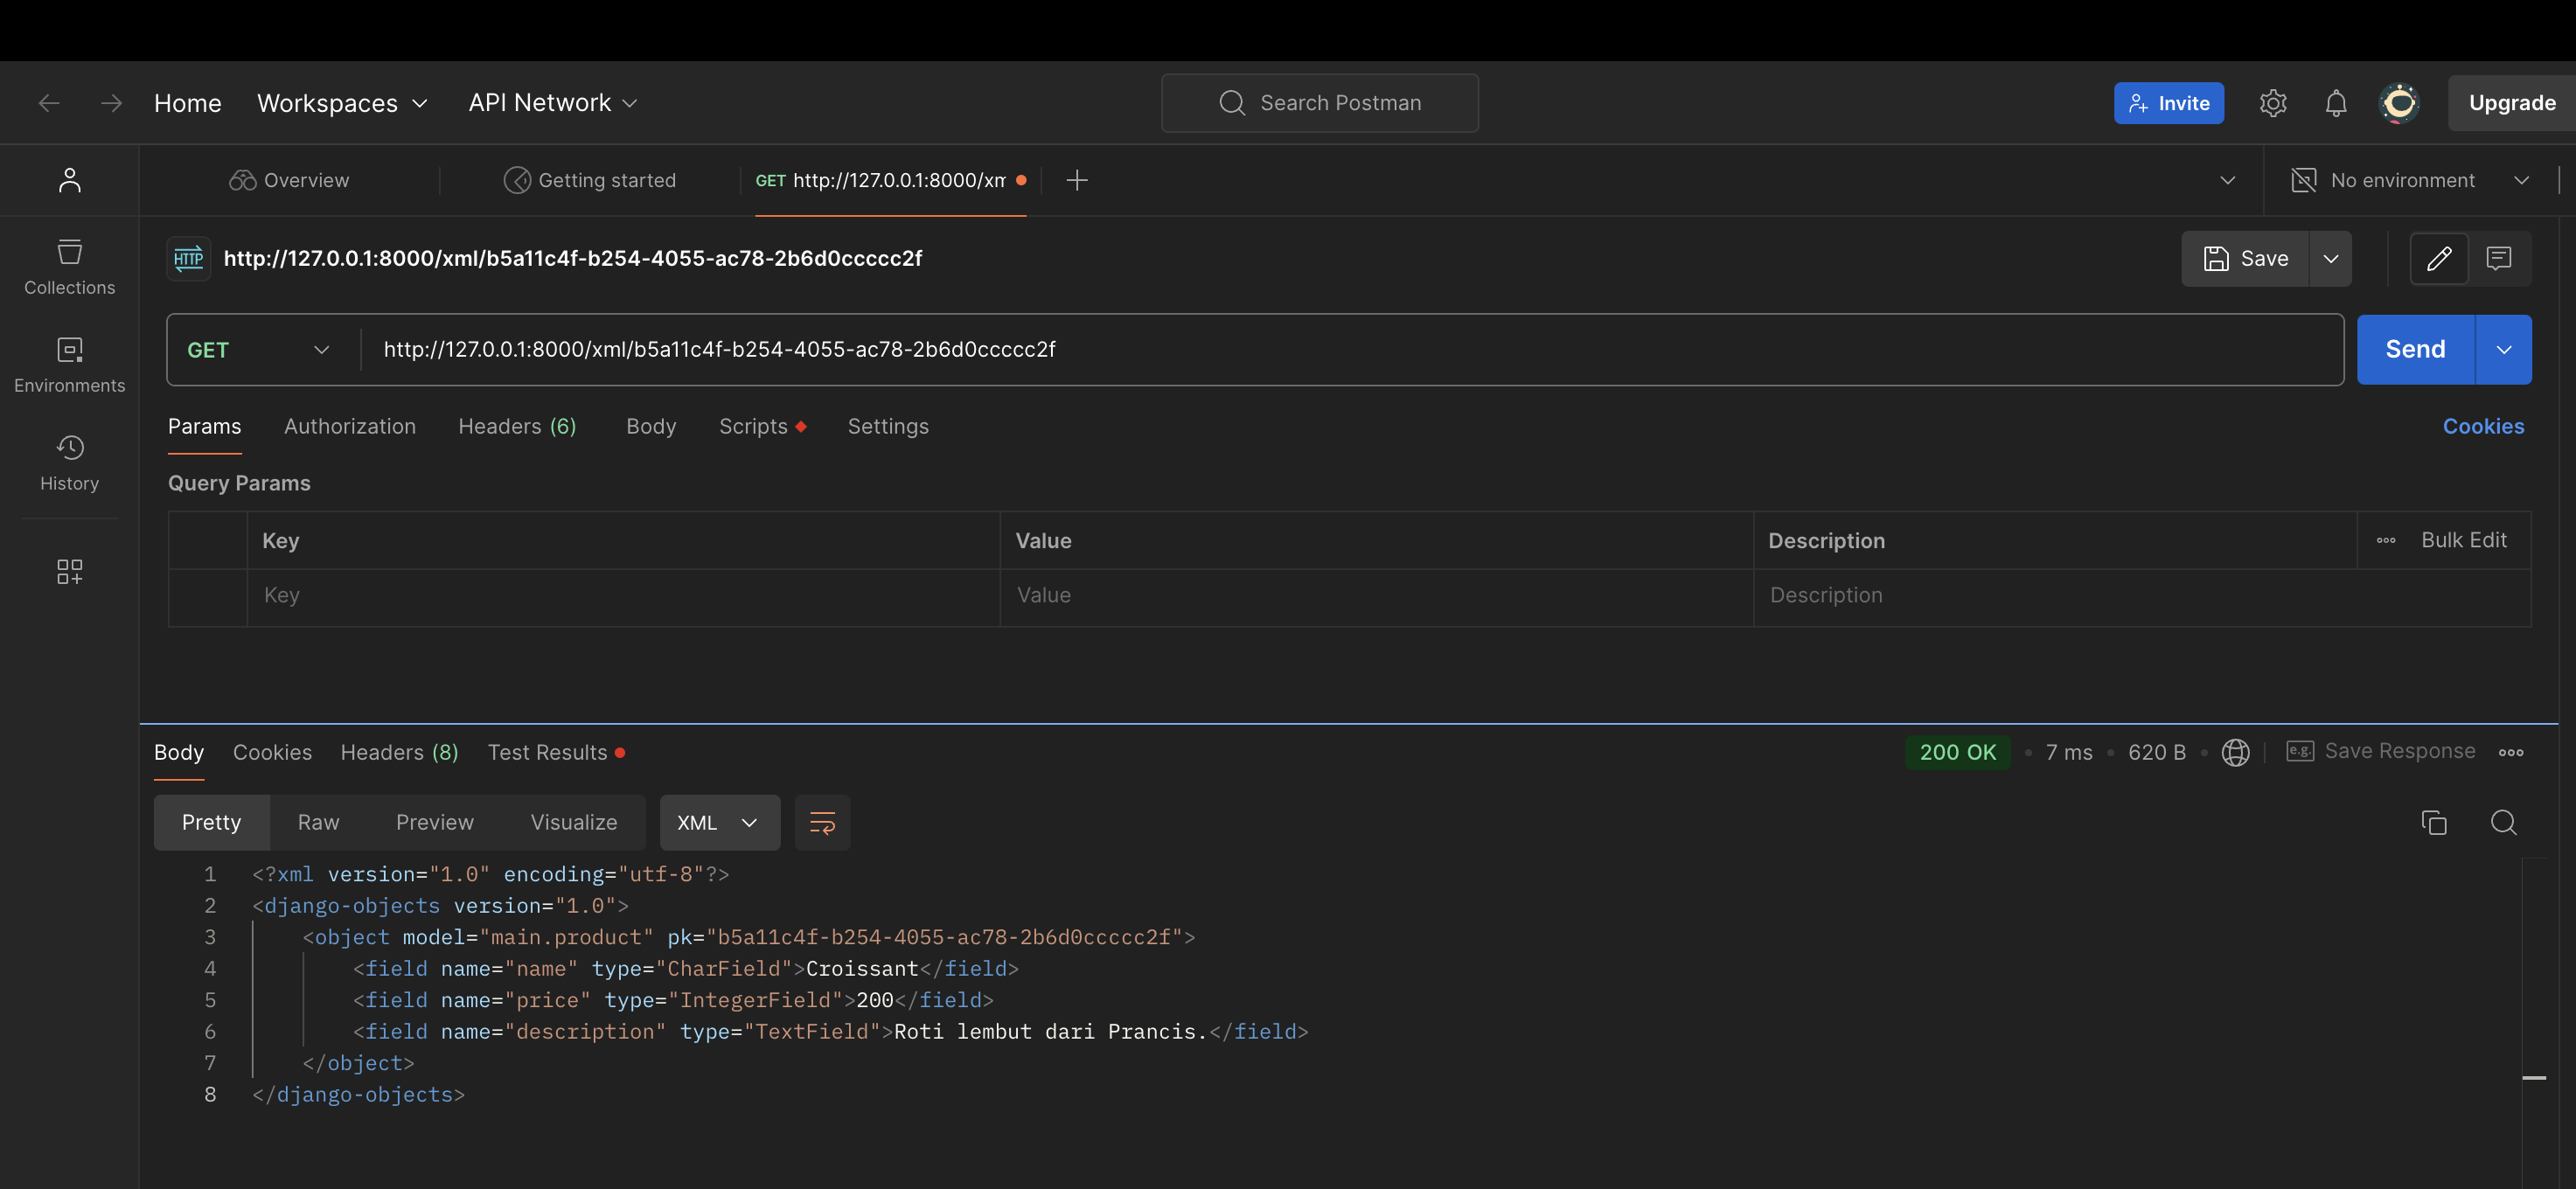 Home Workspaces API Network Search Postman Invite Upgrade
Overview Getting started GET http://127.0.0.1:8000/xm No environment
HTTP http://127.0.0.1:8000/xml/b5a11c4f-b254-4055-ac78-2b6d0ccccc2f Save
Collections
Environments
History
GET http://127.0.0.1:8000/xml/b5a11c4f-b254-4055-ac78-2b6d0ccccc2f Send
Params Authorization Headers (6) Body Scripts Settings Cookies
Query Params
Key Value Description Bulk Edit
Key Value Description
Body Cookies Headers (8) Test Results 200 OK 7 ms 620 B e.g. Save Response
Pretty Raw Preview Visualize XML
1 <?xml version="1.0" encoding="utf-8"?>
2 <django-objects version="1.0">
3 <object model="main.product" pk="b5a11c4f-b254-4055-ac78-2b6d0ccccc2f">
4 <field name="name" type="CharField">Croissant</field>
5 <field name="price" type="IntegerField">200</field>
6 <field name="description" type="TextField">Roti lembut dari Prancis.</field>
7 </object>
8 </django-objects>